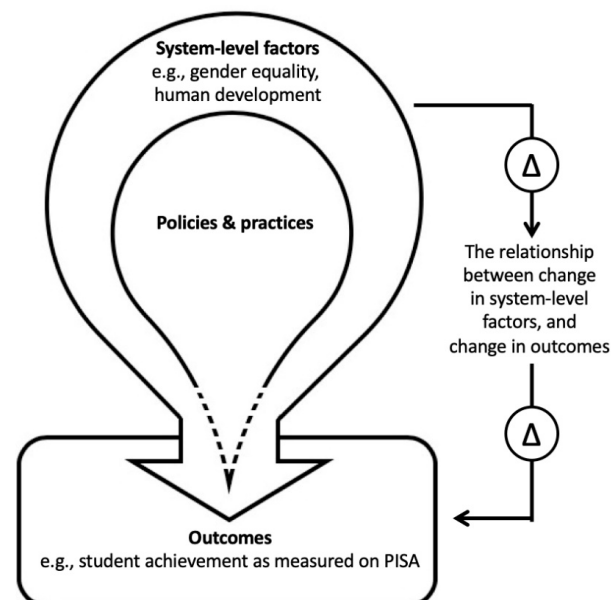 System-level factors
e.g., gender equality,
human development
Policies & practices
Δ
The relationship
between change
in system-level
factors, and
change in outcomes
Δ
Outcomes
e.g., student achievement as measured on PISA